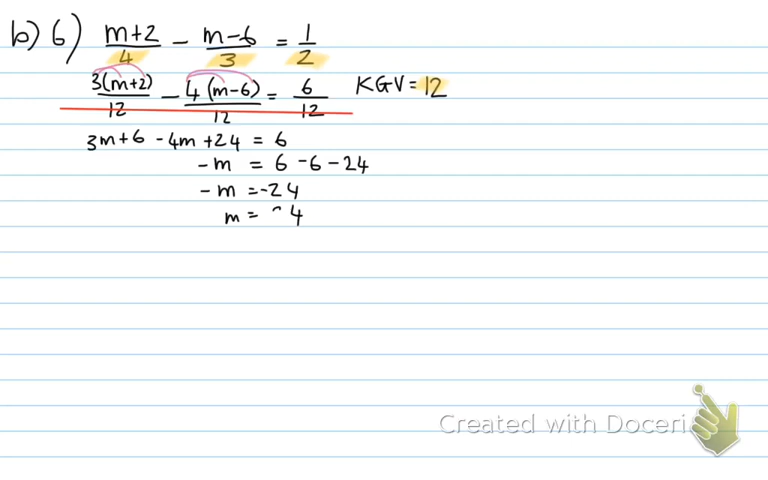 b) 6) (m+2)/4 − (m−6)/3 = 1/2
3(m+2)/12 − 4(m−6)/12 = 6/12 KGV = 12
3m+6 -4m +24 = 6
-m = 6 -6 -24
-m = -24
m = 4
Created with Doceri